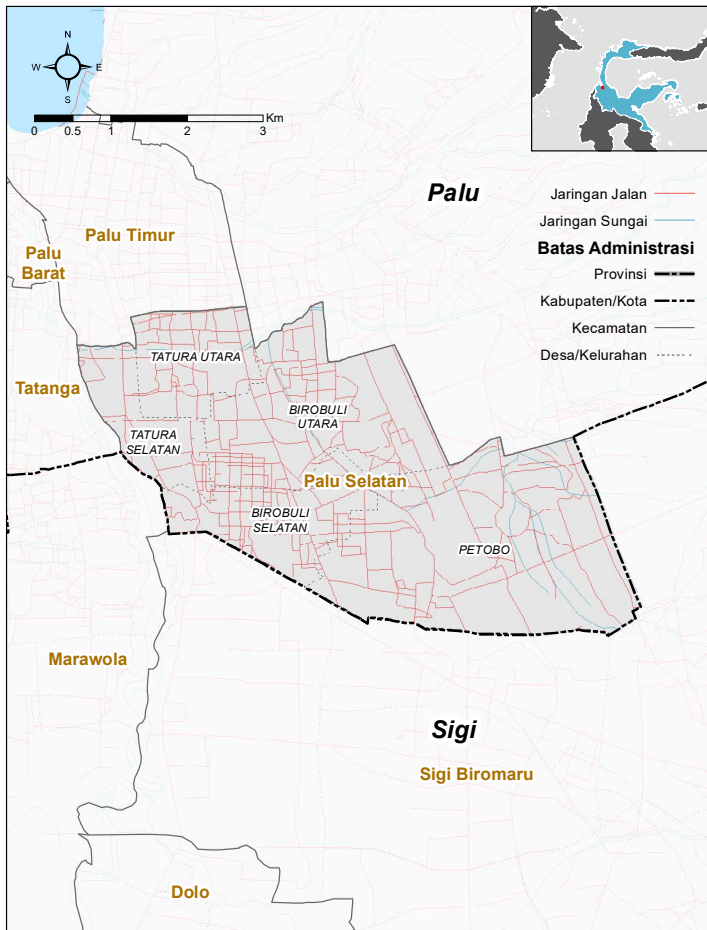 N
W
E
S
0
0.5
1
2
3
Km
Palu
Jaringan Jalan
Jaringan Sungai
Batas Administrasi
Provinsi
Kabupaten/Kota
Kecamatan
Desa/Kelurahan
Palu Timur
Palu
Barat
TATURA UTARA
Tatanga
BIROBULI
UTARA
TATURA
SELATAN
Palu Selatan
BIROBULI
SELATAN
PETOBO
Marawola
Sigi
Sigi Biromaru
Dolo